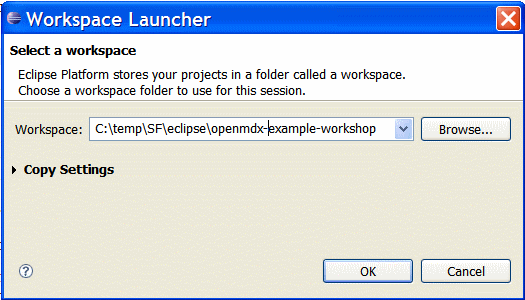 Workspace Launcher
Select a workspace
Eclipse Platform stores your projects in a folder called a workspace.
Choose a workspace folder to use for this session.
Workspace: C:\temp\SF\eclipse\openmdx-example-workshop Browse...
Copy Settings
? OK Cancel